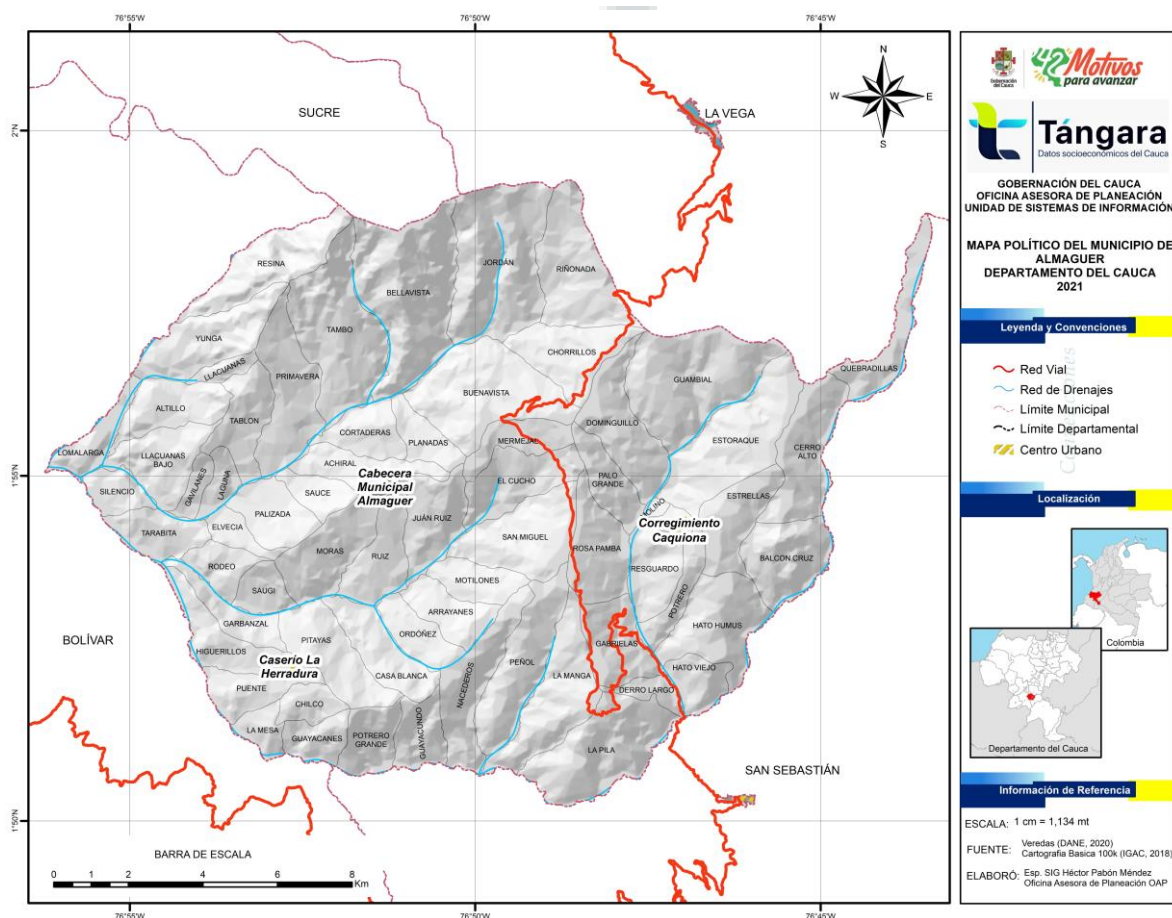 76°55'W
76°50'W
76°45'W
2°N
1°55'N
1°50'N
N
W
E
S
SUCRE
LA VEGA
BOLÍVAR
SAN SEBASTIÁN
RESINA
JORDÁN
RIÑONADA
BELLAVISTA
YUNGA
TAMBO
LLACUANAS
PRIMAVERA
CHORRILLOS
QUEBRADILLAS
GUAMBIAL
BUENAVISTA
ALTILLO
TABLON
DOMINGUILLO
CORTADERAS
PLANADAS
MERMEJAL
ESTORAQUE
CERRO
ALTO
LOMALARGA
LLACUANAS
BAJO
ACHIRAL
Cabecera
Municipal
Almaguer
EL CUCHO
PALO
GRANDE
GAVILANES
LAGUNA
SILENCIO
SAUCE
ESTRELLAS
MOLINO
PALIZADA
JUÁN RUIZ
Corregimiento
Caquiona
TARABITA
ELVECIA
SAN MIGUEL
ROSA PAMBA
MORAS
RUIZ
BALCON CRUZ
RODEO
RESGUARDO
SAUGI
MOTILONES
POTRERO
GARBANZAL
ARRAYANES
HATO HUMUS
PITAYAS
ORDÓÑEZ
GABRIELAS
HIGUERILLOS
Caserío La
Herradura
PEÑOL
HATO VIEJO
CASA BLANCA
NACEDEROS
LA MANGA
PUENTE
DERRO LARGO
CHILCO
LA MESA
GUAYACANES
POTRERO
GRANDE
GUAYACUNDO
LA PILA
BARRA DE ESCALA
0 1 2 4 6 8
Km
76°55'W
76°50'W
76°45'W
Gobernación
del Cauca
42 Motivos
para avanzar
Tángara
Datos socioeconómicos del Cauca
GOBERNACIÓN DEL CAUCA
OFICINA ASESORA DE PLANEACIÓN
UNIDAD DE SISTEMAS DE INFORMACIÓN
MAPA POLÍTICO DEL MUNICIPIO DE
ALMAGUER
DEPARTAMENTO DEL CAUCA
2021
Leyenda y Convenciones
Red Vial
Red de Drenajes
Límite Municipal
Límite Departamental
Centro Urbano
Localización
Colombia
Departamento del Cauca
Información de Referencia
ESCALA: 1 cm = 1,134 mt
FUENTE: Veredas (DANE, 2020)
Cartografia Basica 100k (IGAC, 2018)
ELABORÓ: Esp. SIG Héctor Pabón Méndez
Oficina Asesora de Planeación OAP